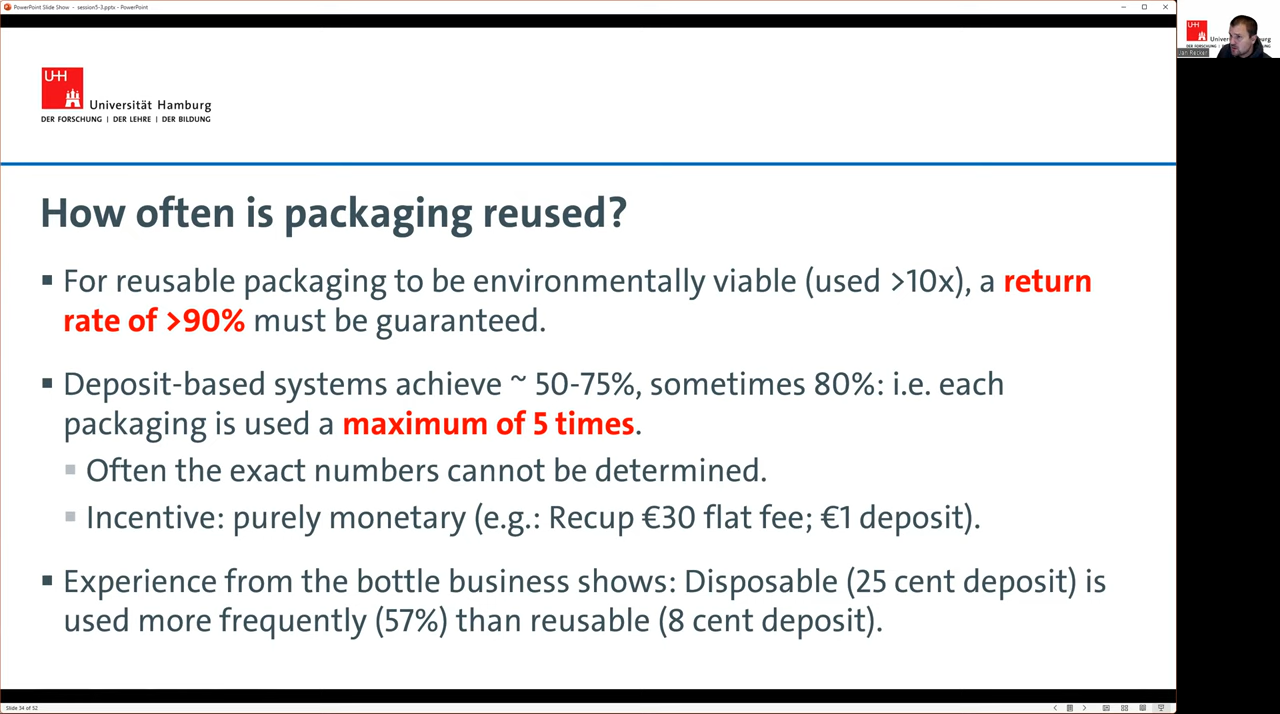 PowerPoint Slide Show - session5-3.pptx - PowerPoint
UHH
Universität Hamburg
DER FORSCHUNG | DER LEHRE | DER BILDUNG
How often is packaging reused?
▪ For reusable packaging to be environmentally viable (used >10x), a return
rate of >90% must be guaranteed.
▪ Deposit-based systems achieve ~ 50-75%, sometimes 80%: i.e. each
packaging is used a maximum of 5 times.
▪ Often the exact numbers cannot be determined.
▪ Incentive: purely monetary (e.g.: Recup €30 flat fee; €1 deposit).
▪ Experience from the bottle business shows: Disposable (25 cent deposit) is
used more frequently (57%) than reusable (8 cent deposit).
Slide 34 of 52
UHH
Jan Recker